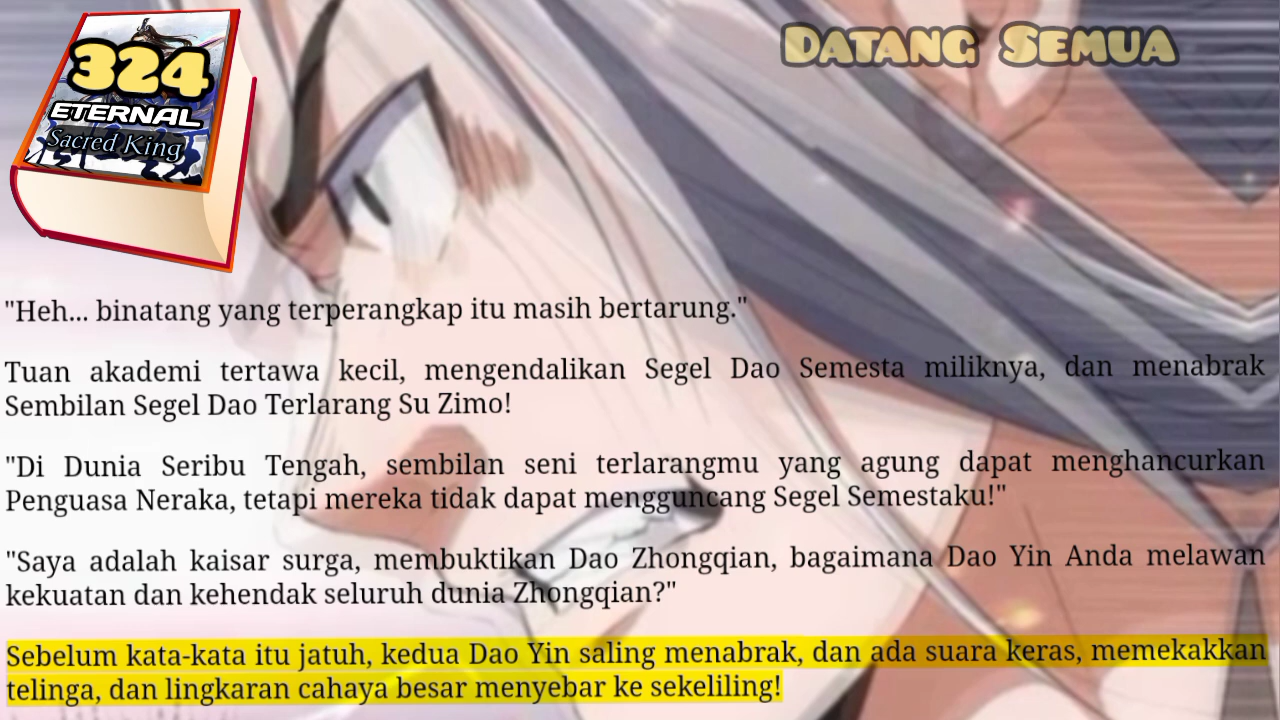 324
ETERNAL
Sacred King
DATANG SEMUA
"Heh... binatang yang terperangkap itu masih bertarung."
Tuan akademi tertawa kecil, mengendalikan Segel Dao Semesta miliknya, dan menabrak
Sembilan Segel Dao Terlarang Su Zimo!
"Di Dunia Seribu Tengah, sembilan seni terlarangmu yang agung dapat menghancurkan
Penguasa Neraka, tetapi mereka tidak dapat mengguncang Segel Semestaku!"
"Saya adalah kaisar surga, membuktikan Dao Zhongqian, bagaimana Dao Yin Anda melawan
kekuatan dan kehendak seluruh dunia Zhongqian?"
Sebelum kata-kata itu jatuh, kedua Dao Yin saling menabrak, dan ada suara keras, memekakkan
telinga, dan lingkaran cahaya besar menyebar ke sekeliling!